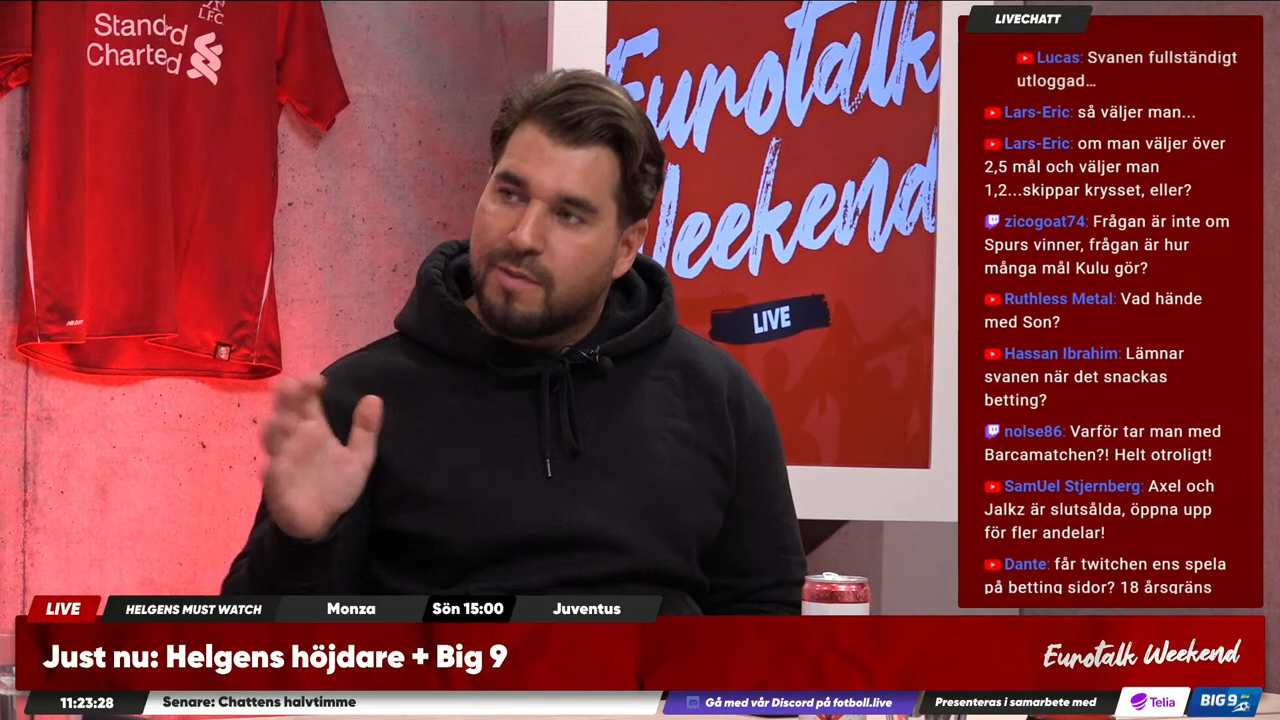 LFC
Standard
Chartered
Eurotalk
Weekend
LIVE
LIVECHATT
Lucas: Svanen fullständigt
utloggad...
Lars-Eric: så väljer man...
Lars-Eric: om man väljer över
2,5 mål och väljer man
1,2...skippar krysset, eller?
zicogoat74: Frågan är inte om
Spurs vinner, frågan är hur
många mål Kulu gör?
Ruthless Metal: Vad hände
med Son?
Hassan Ibrahim: Lämnar
svanen när det snackas
betting?
nolse86: Varför tar man med
Barcamatchen?! Helt otroligt!
SamUel Stjernberg: Axel och
Jalkz är slutsålda, öppna upp
för fler andelar!
Dante: får twitchen ens spela
på betting sidor? 18 årsgräns
LIVE
HELGENS MUST WATCH
Monza
Sön 15:00
Juventus
Just nu: Helgens höjdare + Big 9
Eurotalk Weekend
11:23:28
Senare: Chattens halvtimme
Gå med vår Discord på fotboll.live
Presenteras i samarbete med
Telia
BIG 9